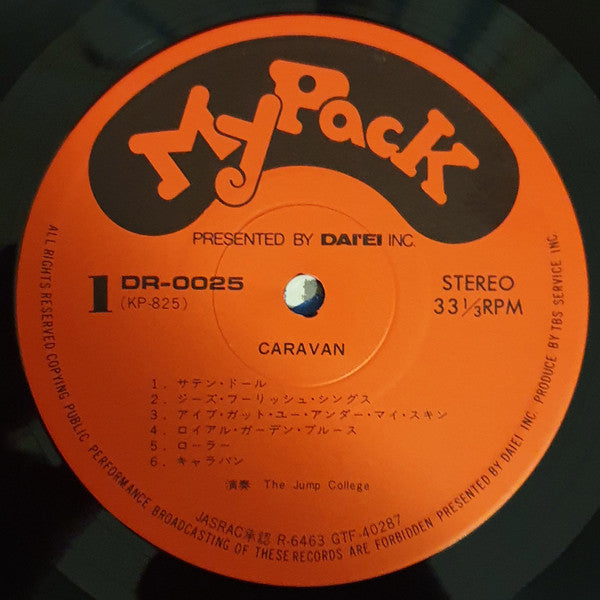 MyPack
PRESENTED BY DAI'EI INC.
1 DR-0025
(KP-825)
STEREO
33 1/3 RPM
CARAVAN
1. サテン・ドール
2. ジーズ・フーリッシュ・シングス
3. アイブ・ガット・ユー・アンダー・マイ・スキン
4. ロイアル・ガーデン・ブルース
5. ローラー
6. キャラバン
演奏 The Jump College
JASRAC承認 R-6463 GTF-40287
ALL RIGHTS RESERVED COPYING PUBLIC PERFORMANCE BROADCASTING OF THESE RECORDS ARE FORBIDDEN PRESENTED BY DAIEI INC. PRODUCE BY TBS SERVICE INC.